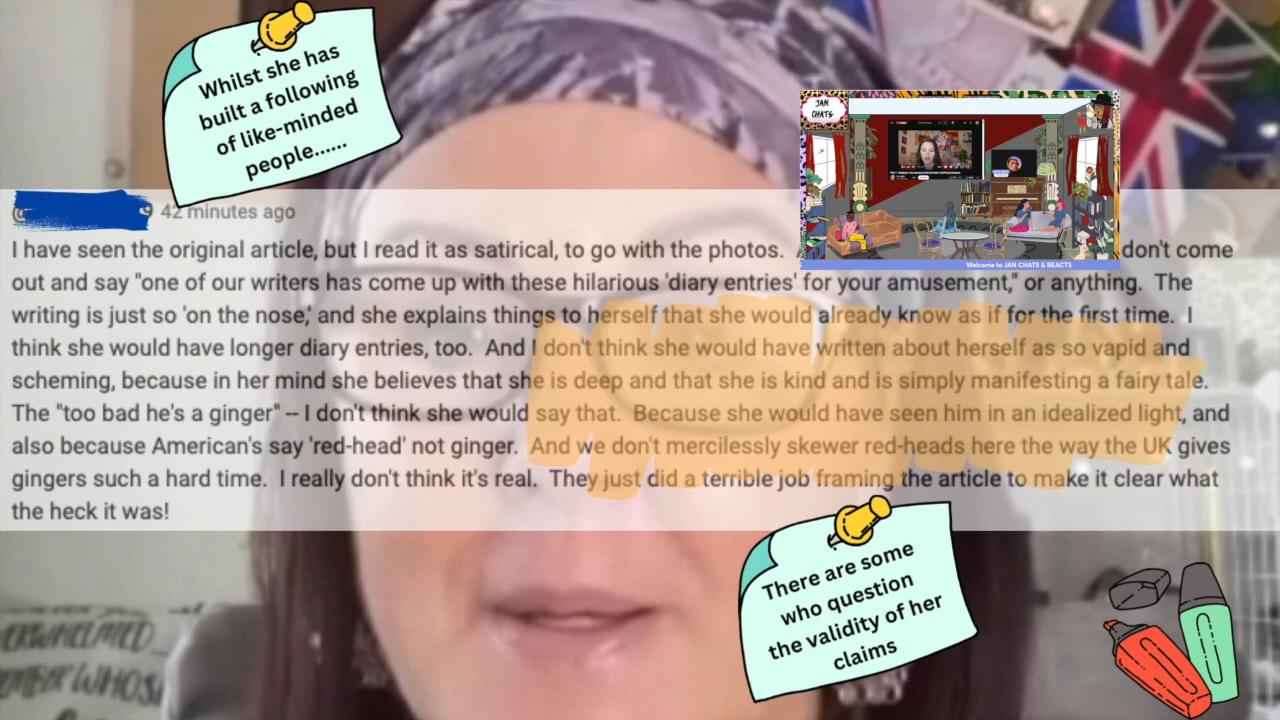 Whilst she has
built a following
of like-minded
people......
JAN
CHATS
42 minutes ago
I have seen the original article, but I read it as satirical, to go with the photos. don't come
out and say "one of our writers has come up with these hilarious 'diary entries' for your amusement," or anything. The
writing is just so 'on the nose,' and she explains things to herself that she would already know as if for the first time. I
think she would have longer diary entries, too. And I don't think she would have written about herself as so vapid and
scheming, because in her mind she believes that she is deep and that she is kind and is simply manifesting a fairy tale.
The "too bad he's a ginger" -- I don't think she would say that. Because she would have seen him in an idealized light, and
also because American's say 'red-head' not ginger. And we don't mercilessly skewer red-heads here the way the UK gives
gingers such a hard time. I really don't think it's real. They just did a terrible job framing the article to make it clear what
the heck it was!
Welcome to JAN CHATS & REACTS
There are some
who question
the validity of her
claims